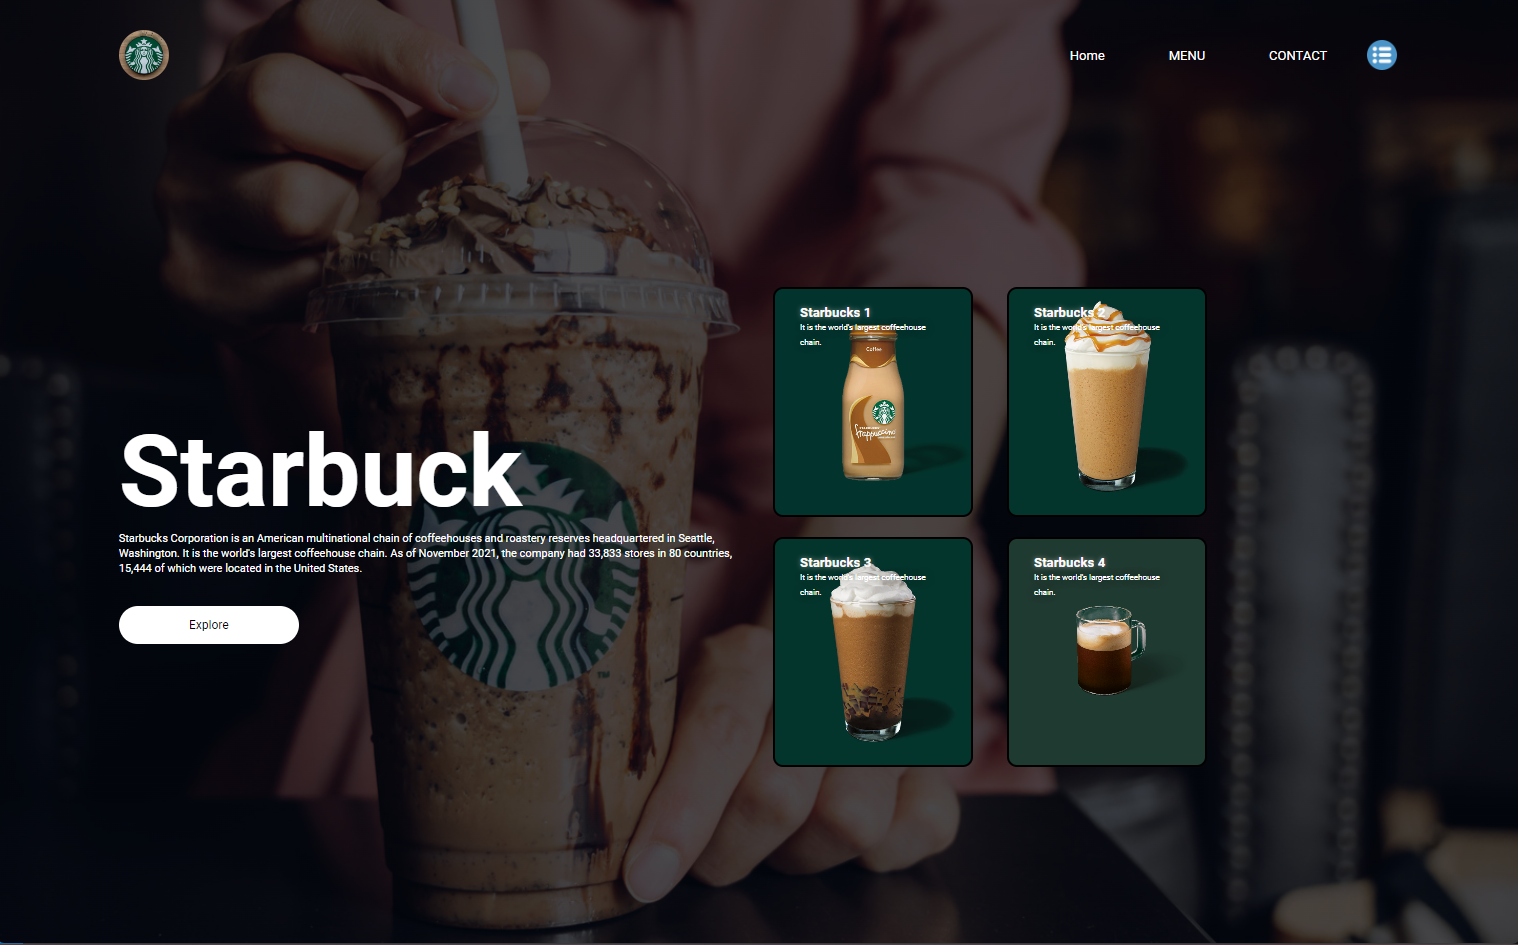 Home MENU CONTACT
Starbucks 1
It is the world's largest coffeehouse
chain.
Coffee
frappuccino
Starbucks 2
It is the world's largest coffeehouse
chain.
Starbuck
Starbucks Corporation is an American multinational chain of coffeehouses and roastery reserves headquartered in Seattle,
Washington. It is the world's largest coffeehouse chain. As of November 2021, the company had 33,833 stores in 80 countries,
15,444 of which were located in the United States.
Explore
TM
Starbucks 3
It is the world's largest coffeehouse
chain.
Starbucks 4
It is the world's largest coffeehouse
chain.